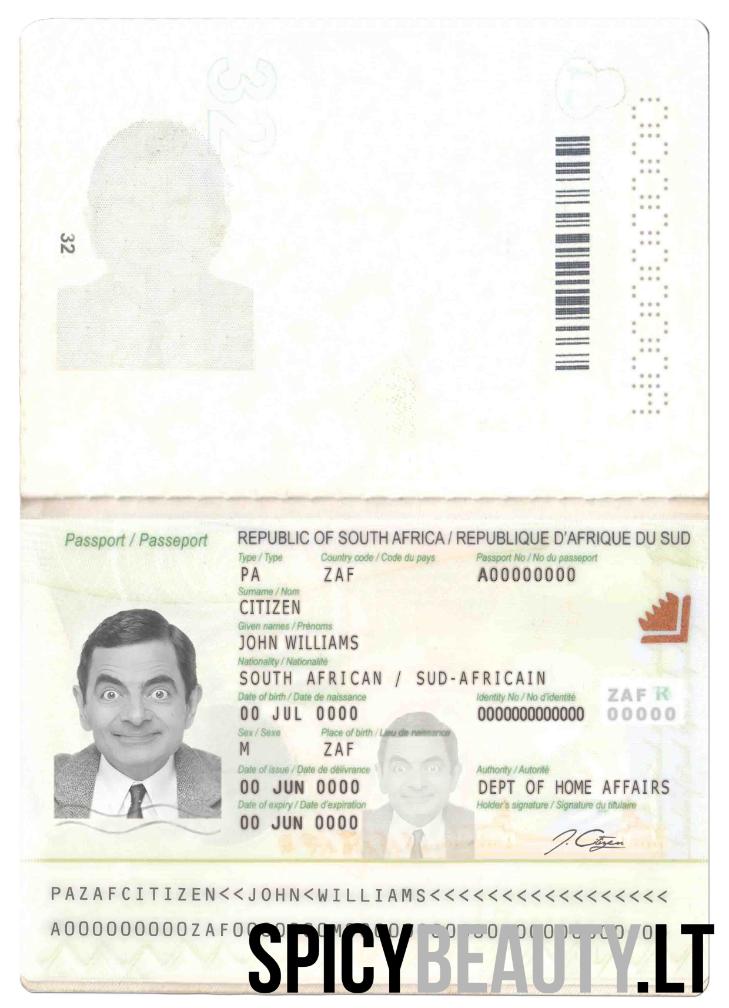 32
32
Passport / Passeport
REPUBLIC OF SOUTH AFRICA / REPUBLIQUE D'AFRIQUE DU SUD
Type / Type Country code / Code du pays Passport No / No du passeport
PA ZAF A00000000
Surname / Nom
CITIZEN
Given names / Prénoms
JOHN WILLIAMS
Nationality / Nationalité
SOUTH AFRICAN / SUD-AFRICAIN
Date of birth / Date de naissance Identity No / No d'identité
00 JUL 0000 0000000000000 ZAF R
00000
Sex / Sexe Place of birth / Lieu de naissance
M ZAF
Date of issue / Date de délivrance Authority / Autorité
00 JUN 0000 DEPT OF HOME AFFAIRS
Date of expiry / Date d'expiration Holder's signature / Signature du titulaire
00 JUN 0000
J. Citizen
PAZAFCITIZEN<<JOHN<WILLIAMS<<<<<<<<<<<<<<<<<
SPICYBEAUTY.LT